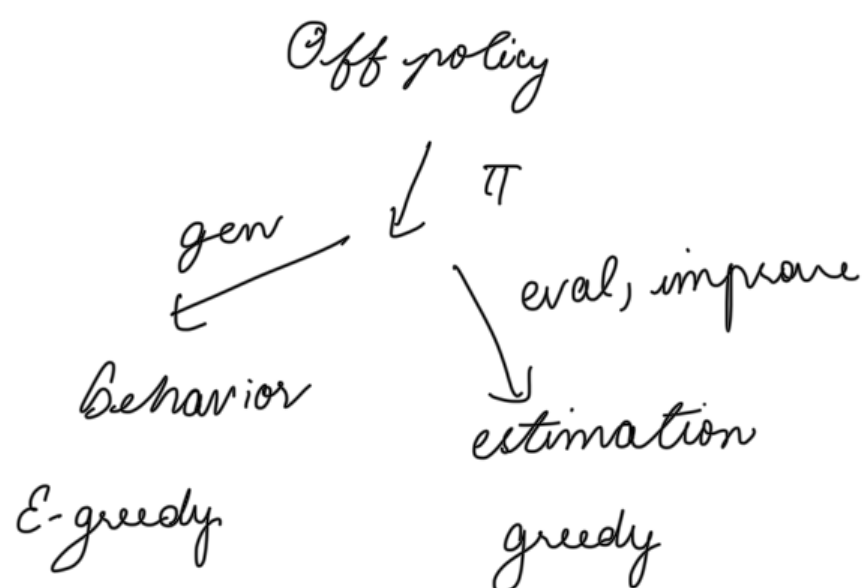 Off policy
π
gen
eval, improve
behavior
estimation
ε-greedy
greedy